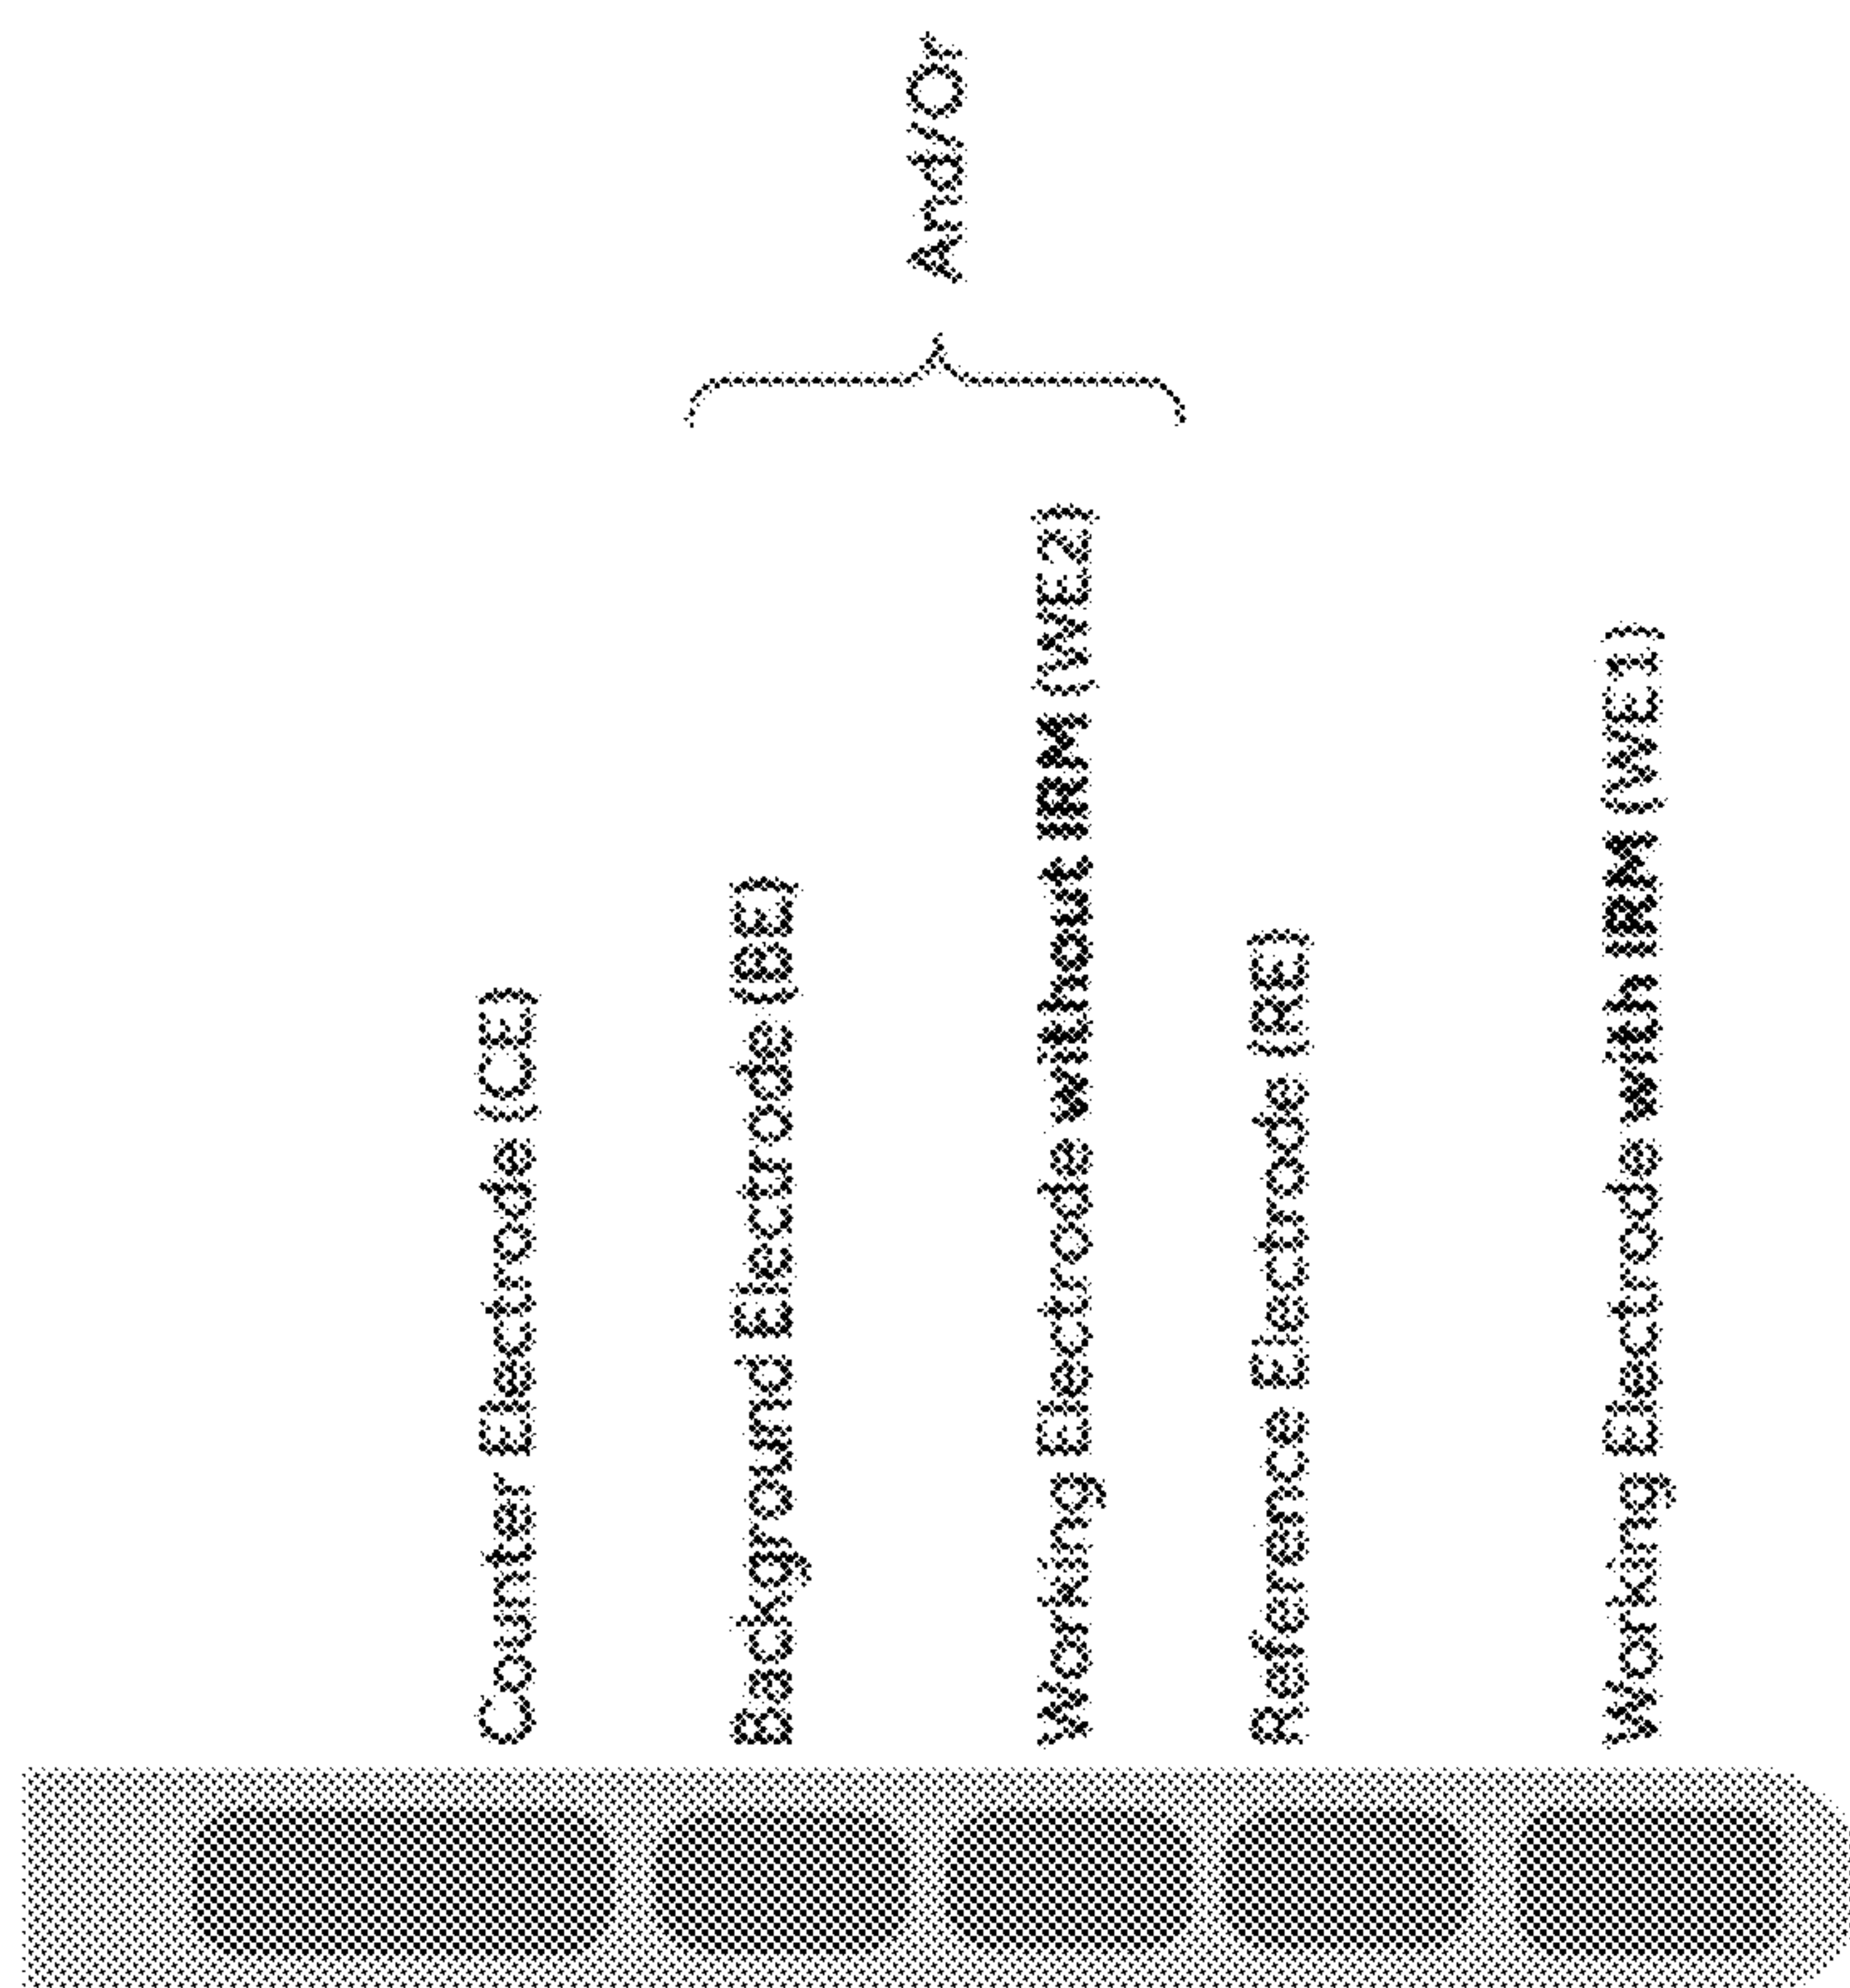 Counter Electrode (CE)
Background Electrode (BE)
Working Electrode without IRM (WE2)
And/Or
Reference Electrode (RE)
Working Electrode with IRM (WE1)